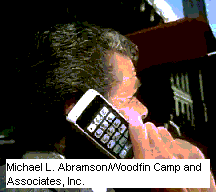 Michael L. Abramson/Woodfin Camp and
Associates, Inc.